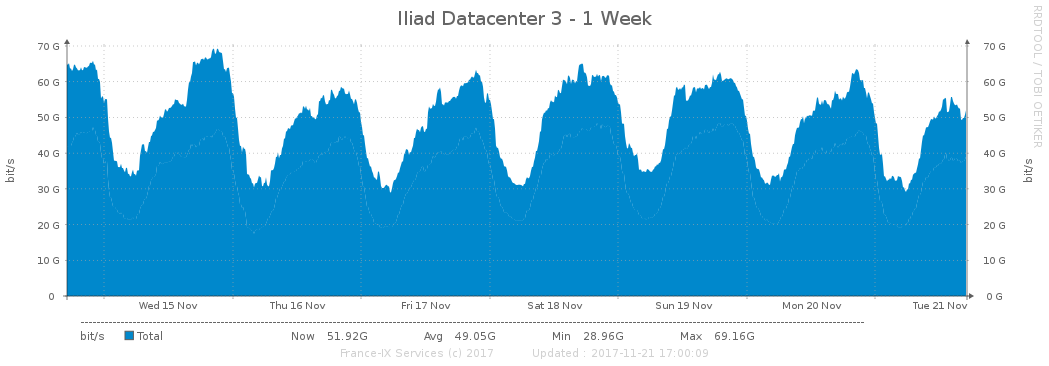 Iliad Datacenter 3 - 1 Week
RRDTOOL / TOBI OETIKER
70 G 70 G
60 G 60 G
50 G 50 G
40 G 40 G
30 G 30 G
20 G 20 G
10 G 10 G
0 0 G
bit/s bit/s
Wed 15 Nov Thu 16 Nov Fri 17 Nov Sat 18 Nov Sun 19 Nov Mon 20 Nov Tue 21 Nov
bit/s Total Now 51.92G Avg 49.05G Min 28.96G Max 69.16G
France-IX Services (c) 2017 Updated : 2017-11-21 17:00:09